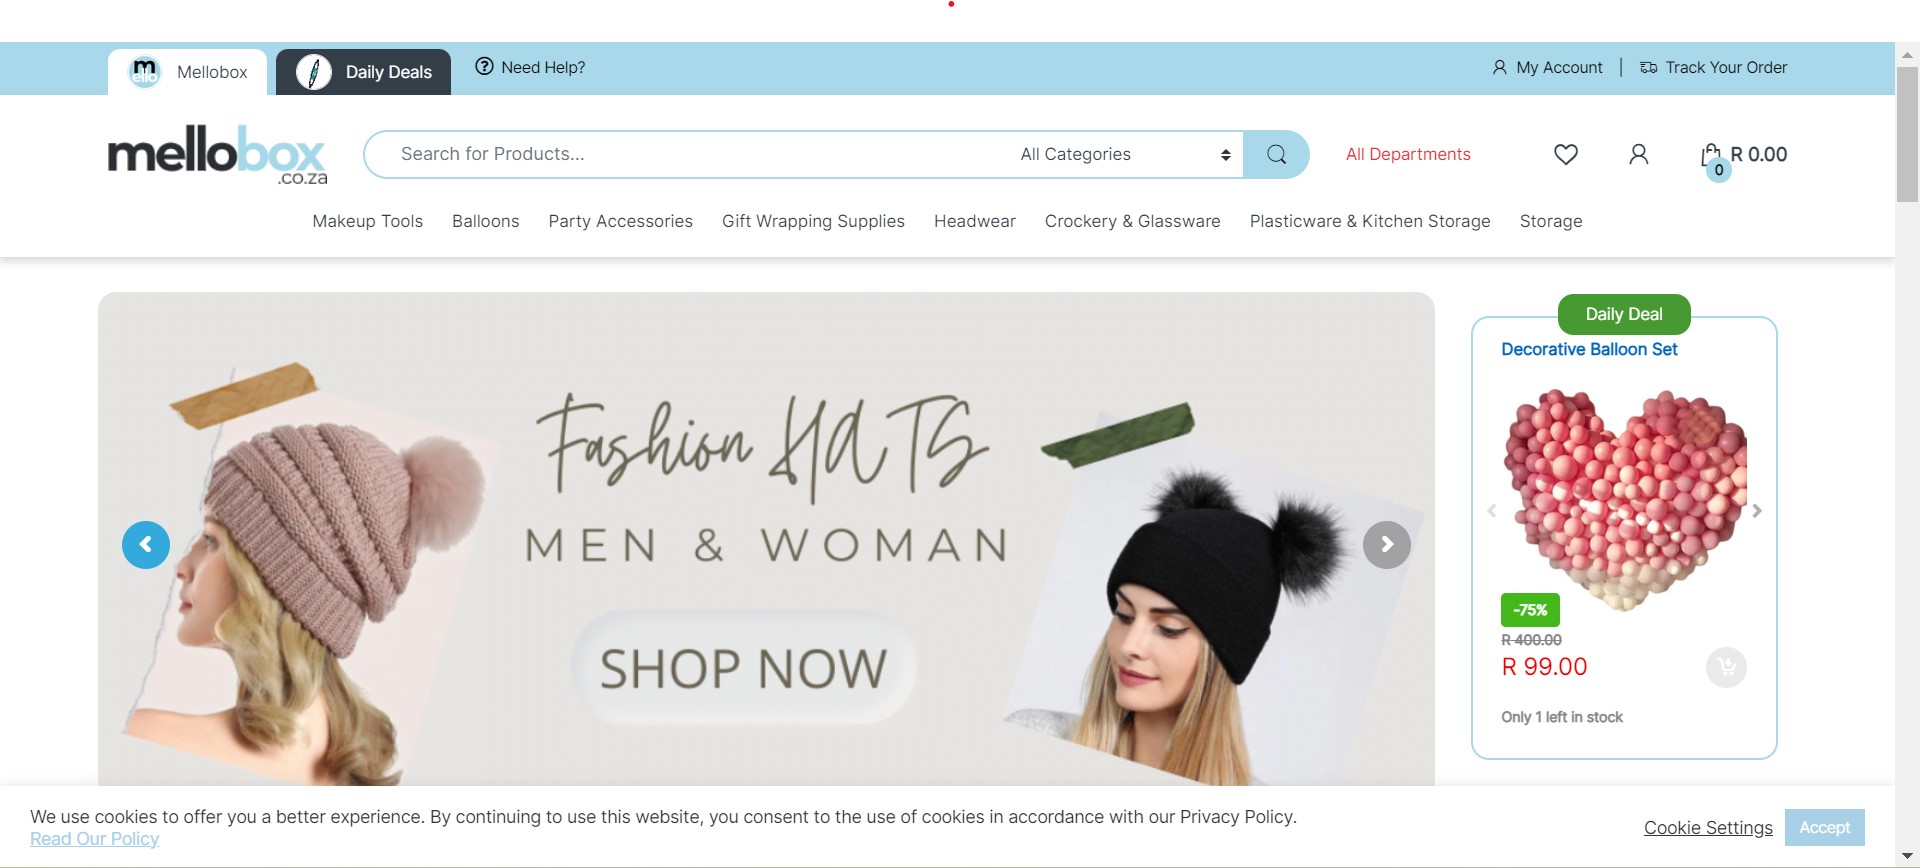 mello
Mellobox
Daily Deals
Need Help?
My Account
Track Your Order
mellobox
.co.za
Search for Products...
All Categories
All Departments
0
R 0.00
Makeup Tools
Balloons
Party Accessories
Gift Wrapping Supplies
Headwear
Crockery & Glassware
Plasticware & Kitchen Storage
Storage
Fashion HATS
MEN & WOMAN
SHOP NOW
Daily Deal
Decorative Balloon Set
-75%
R 400.00
R 99.00
Only 1 left in stock
We use cookies to offer you a better experience. By continuing to use this website, you consent to the use of cookies in accordance with our Privacy Policy.
Read Our Policy
Cookie Settings
Accept